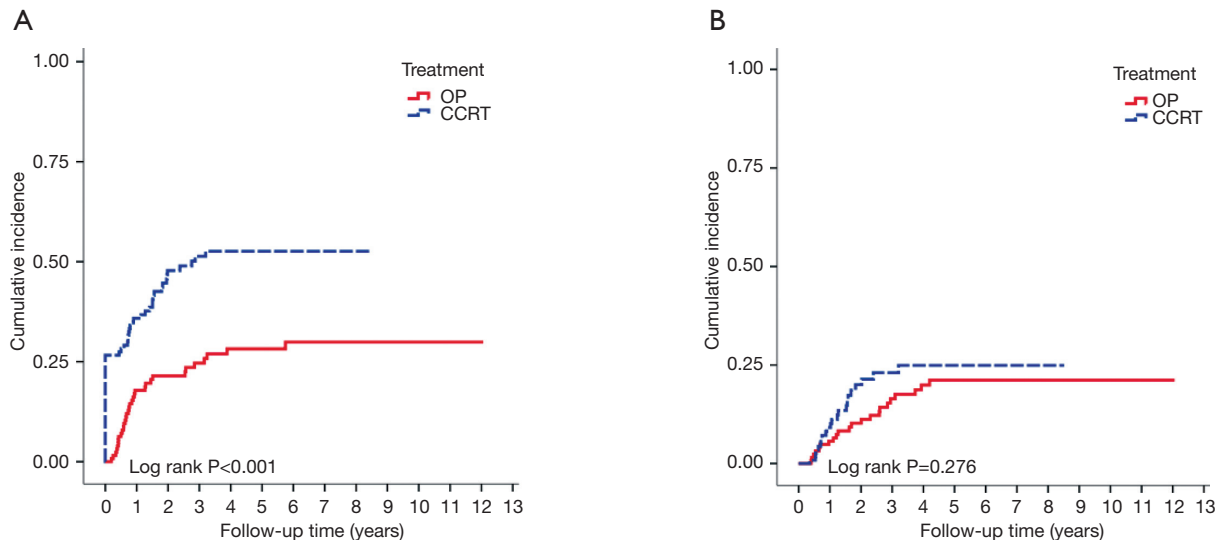 A
Cumulative incidence
1.00
0.75
0.50
0.25
0.00
Treatment
OP
CCRT
Log rank P<0.001
0 1 2 3 4 5 6 7 8 9 10 11 12 13
Follow-up time (years)
B
Cumulative incidence
1.00
0.75
0.50
0.25
0.00
Treatment
OP
CCRT
Log rank P=0.276
0 1 2 3 4 5 6 7 8 9 10 11 12 13
Follow-up time (years)